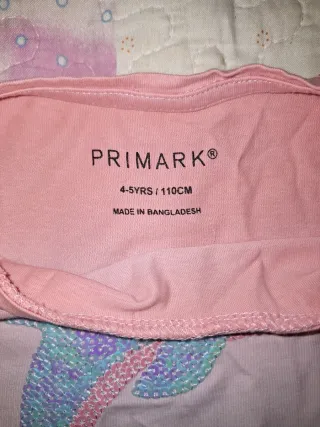 PRIMARK®
4-5YRS / 110CM
MADE IN BANGLADESH